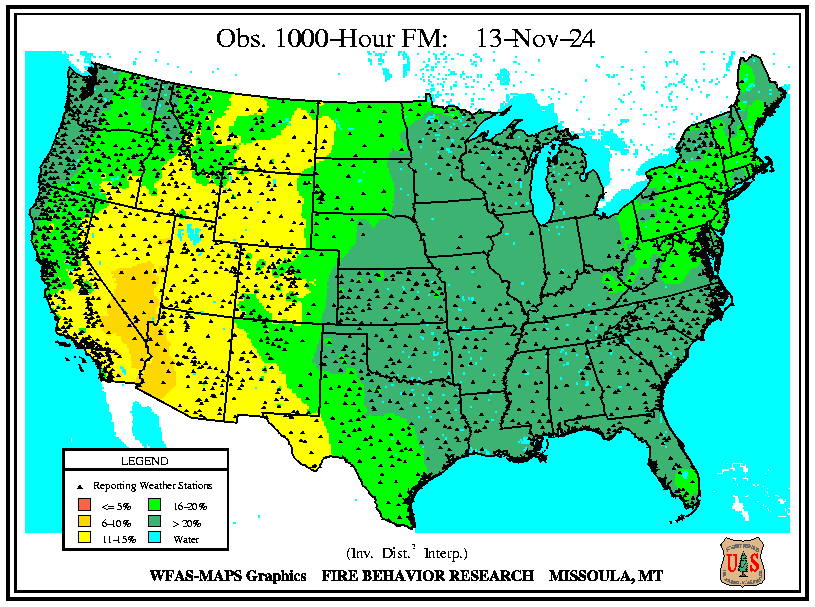 Obs. 1000-Hour FM: 13-Nov-24
LEGEND
Reporting Weather Stations
<= 5% 16-20%
6-10% > 20%
11-15% Water
(Inv. Dist.² Interp.)
WFAS-MAPS Graphics FIRE BEHAVIOR RESEARCH MISSOULA, MT
U S